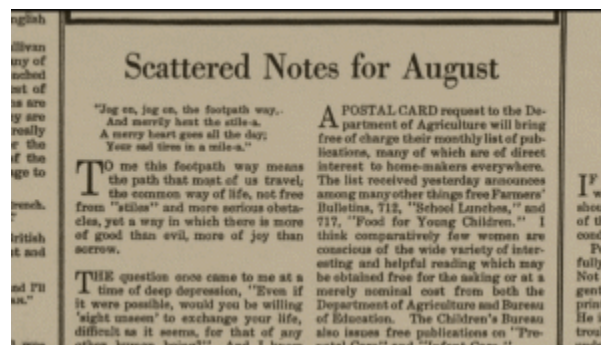 Scattered Notes for August
"Jog on, jog on, the footpath way,.
And merrily hent the stile-a.
A merry heart goes all the day;
Your sad tires in a mile-a."
TO me this footpath way means
the path that most of us travel;
the common way of life, not free
from "stiles" and more serious obsta-
cles, yet a way in which there is more
of good than evil, more of joy than
sorrow.
THE question once came to me at a
time of deep depression, "Even if
it were possible, would you be willing
'sight unseen' to exchange your life,
difficult as it seems, for that of any
A POSTAL CARD request to the De-
partment of Agriculture will bring
free of charge their monthly list of pub-
lications, many of which are of direct
interest to home-makers everywhere.
The list received yesterday announces
among many other things free Farmers'
Bulletins, 712, "School Lunches," and
717, "Food for Young Children." I
think comparatively few women are
conscious of the wide variety of inter-
esting and helpful reading which may
be obtained free for the asking or at a
merely nominal cost from both the
Department of Agriculture and Bureau
of Education. The Children's Bureau
also issues free publications on "Pre-